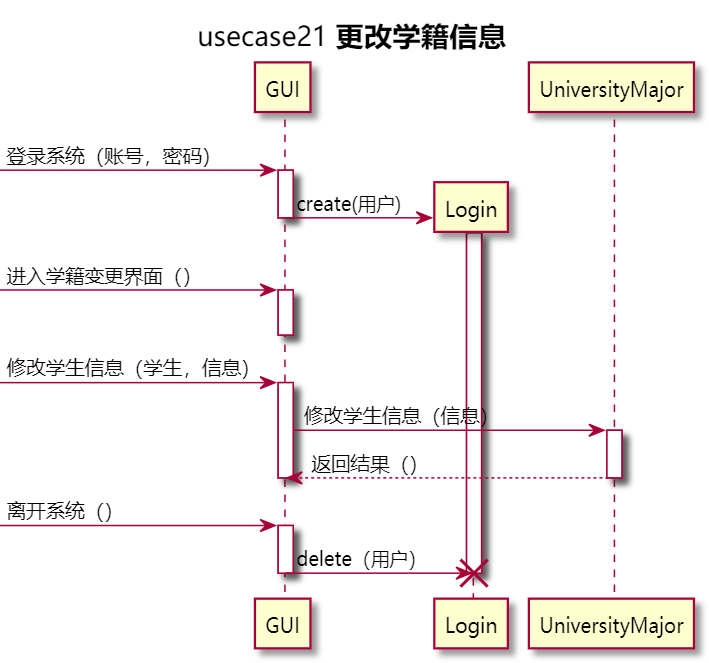 usecase21 更改学籍信息
GUI
UniversityMajor
登录系统（账号，密码）
create(用户)
Login
进入学籍变更界面（）
修改学生信息（学生，信息）
修改学生信息（信息）
返回结果（）
离开系统（）
delete（用户）
GUI
Login
UniversityMajor